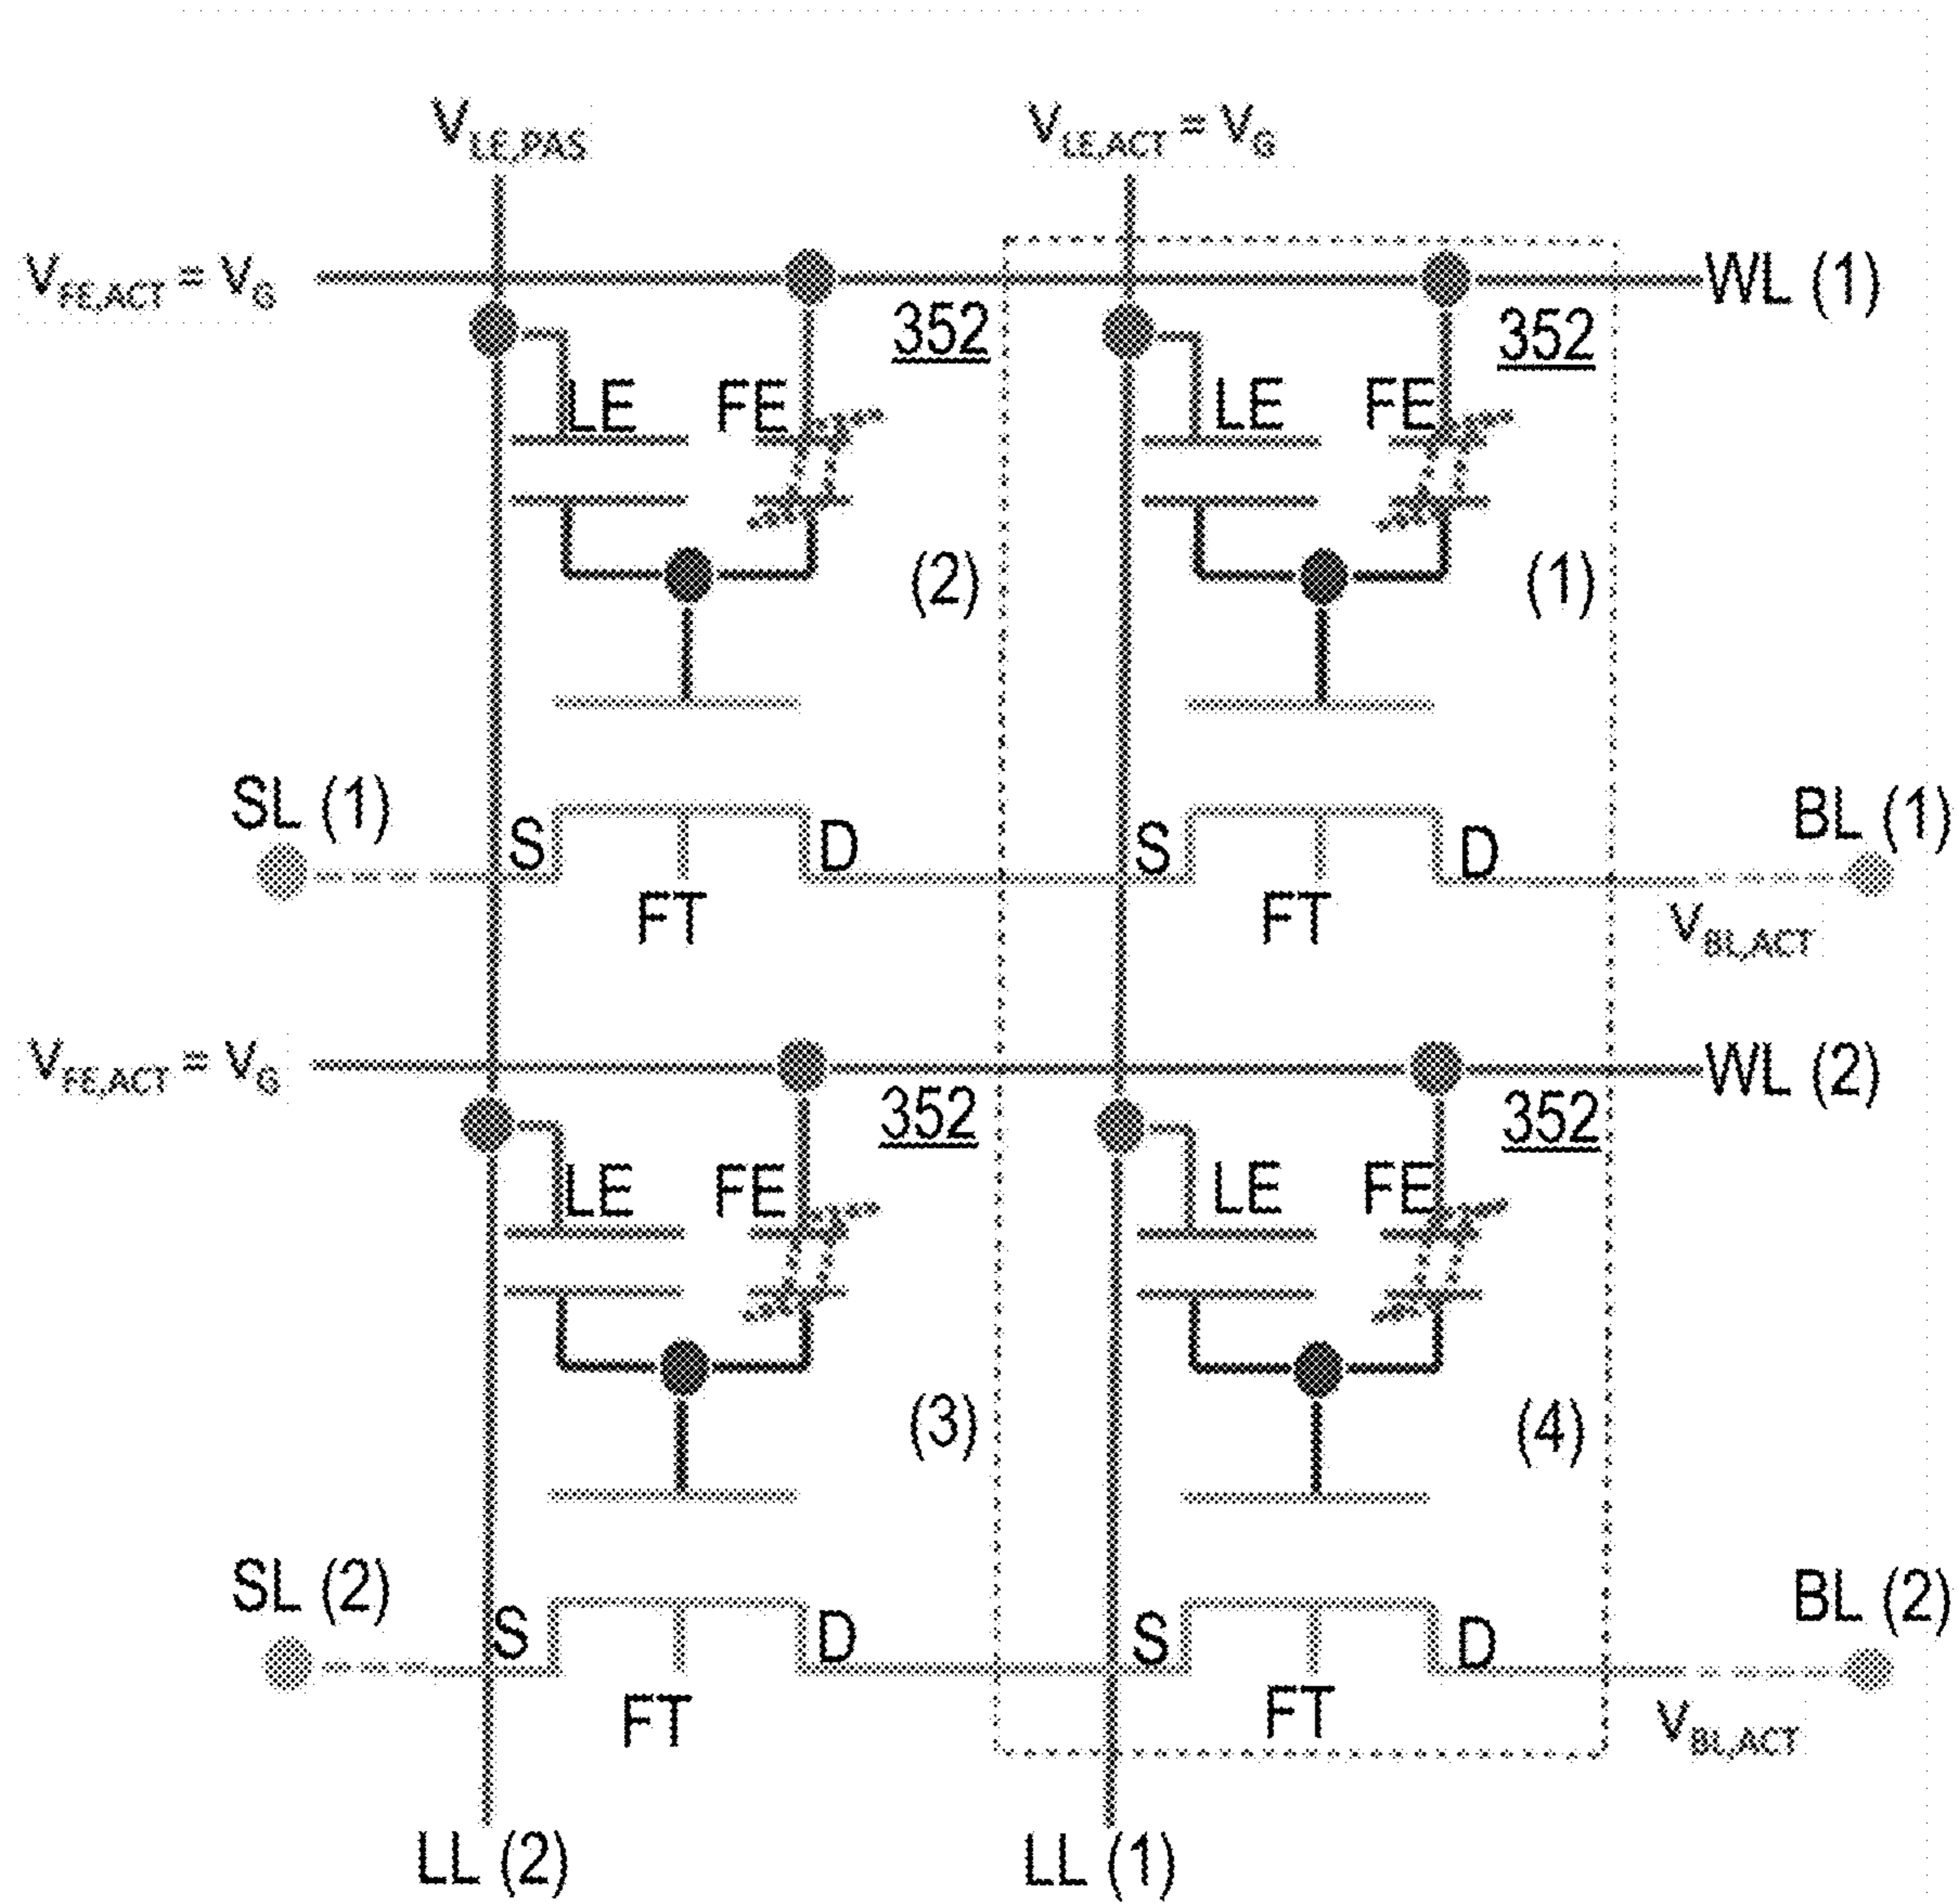 V_LE,PAS V_LE,ACT = V_G
V_FE,ACT = V_G WL (1)
352 352
LE FE LE FE
(2) (1)
SL (1) S D S D BL (1)
FT FT V_BL,ACT
V_FE,ACT = V_G WL (2)
352 352
LE FE LE FE
(3) (4)
SL (2) S D S D BL (2)
FT FT V_BL,ACT
LL (2) LL (1)